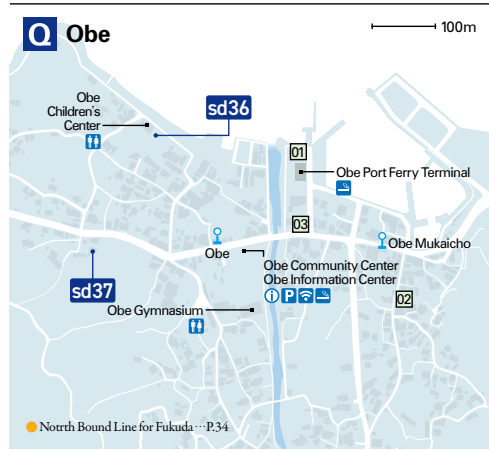 Q Obe
100m
Obe
Children's
Center
sd36
01
Obe Port Ferry Terminal
03
Obe
Obe Mukaicho
Obe Community Center
Obe Information Center
i P
sd37
02
Obe Gymnasium
Notrth Bound Line for Fukuda…P.34